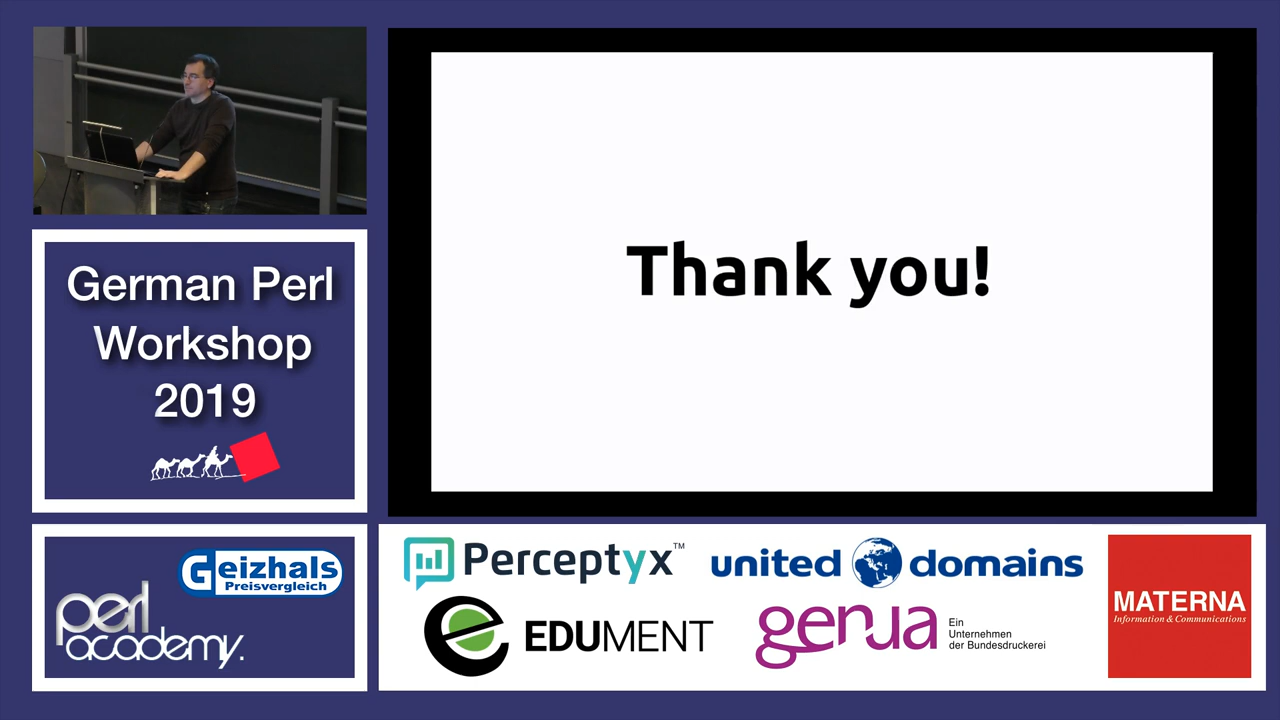 Thank you!
German Perl
Workshop
2019
Geizhals
Preisvergleich
perl
academy.
Perceptyx™
united domains
EDUMENT
genua
Ein
Unternehmen
der Bundesdruckerei
MATERNA
Information & Communications